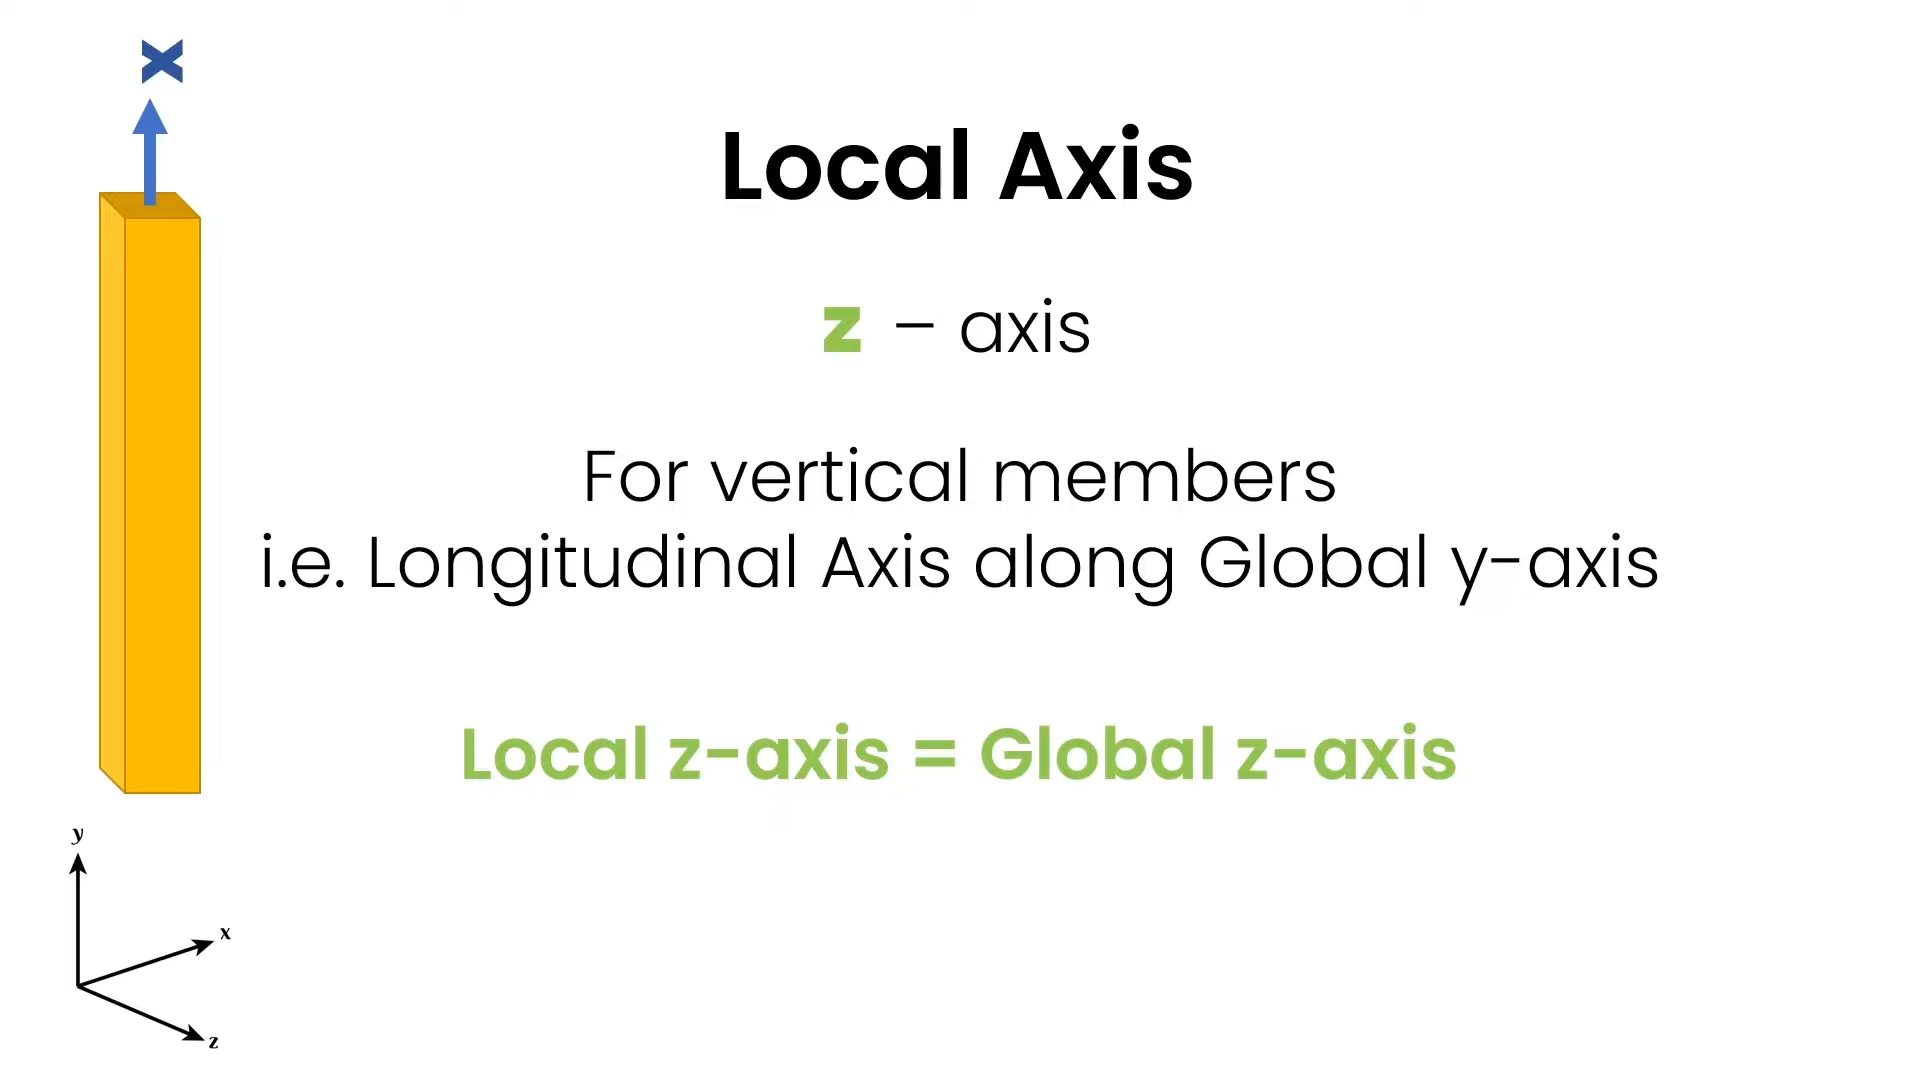 x
Local Axis
z – axis
For vertical members
i.e. Longitudinal Axis along Global y-axis
Local z-axis = Global z-axis
y
x
z